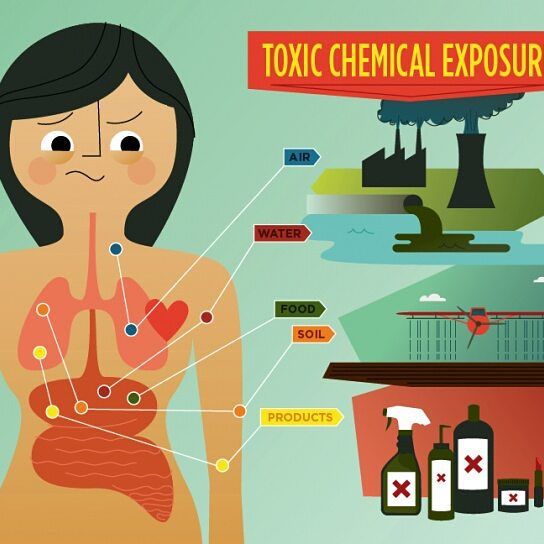 TOXIC CHEMICAL EXPOSUR
AIR
WATER
FOOD
SOIL
PRODUCTS